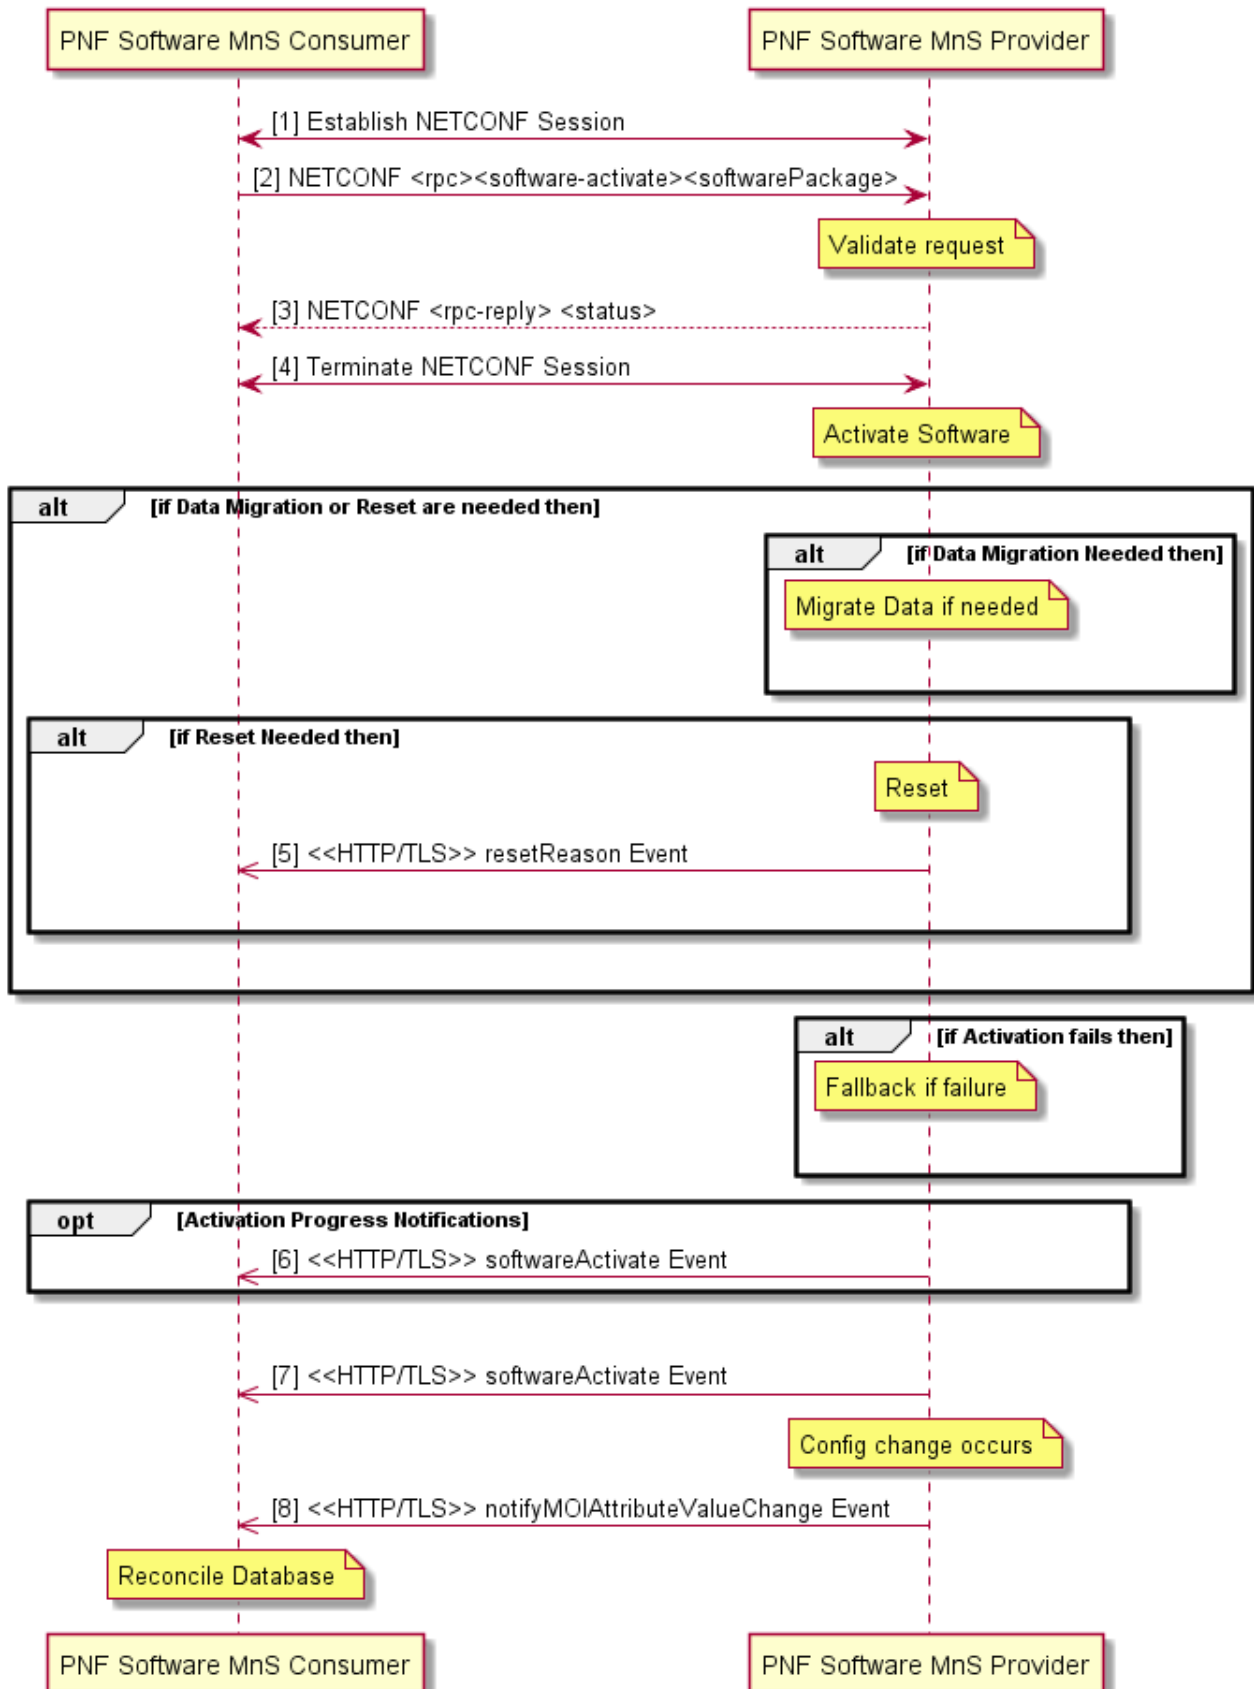 PNF Software MnS Consumer
PNF Software MnS Provider
[1] Establish NETCONF Session
[2] NETCONF <rpc><software-activate><softwarePackage>
Validate request
[3] NETCONF <rpc-reply> <status>
[4] Terminate NETCONF Session
Activate Software
alt
[if Data Migration or Reset are needed then]
alt
[if Data Migration Needed then]
Migrate Data if needed
alt
[if Reset Needed then]
Reset
[5] <<HTTP/TLS>> resetReason Event
alt
[if Activation fails then]
Fallback if failure
opt
[Activation Progress Notifications]
[6] <<HTTP/TLS>> softwareActivate Event
[7] <<HTTP/TLS>> softwareActivate Event
Config change occurs
[8] <<HTTP/TLS>> notifyMOIAttributeValueChange Event
Reconcile Database
PNF Software MnS Consumer
PNF Software MnS Provider